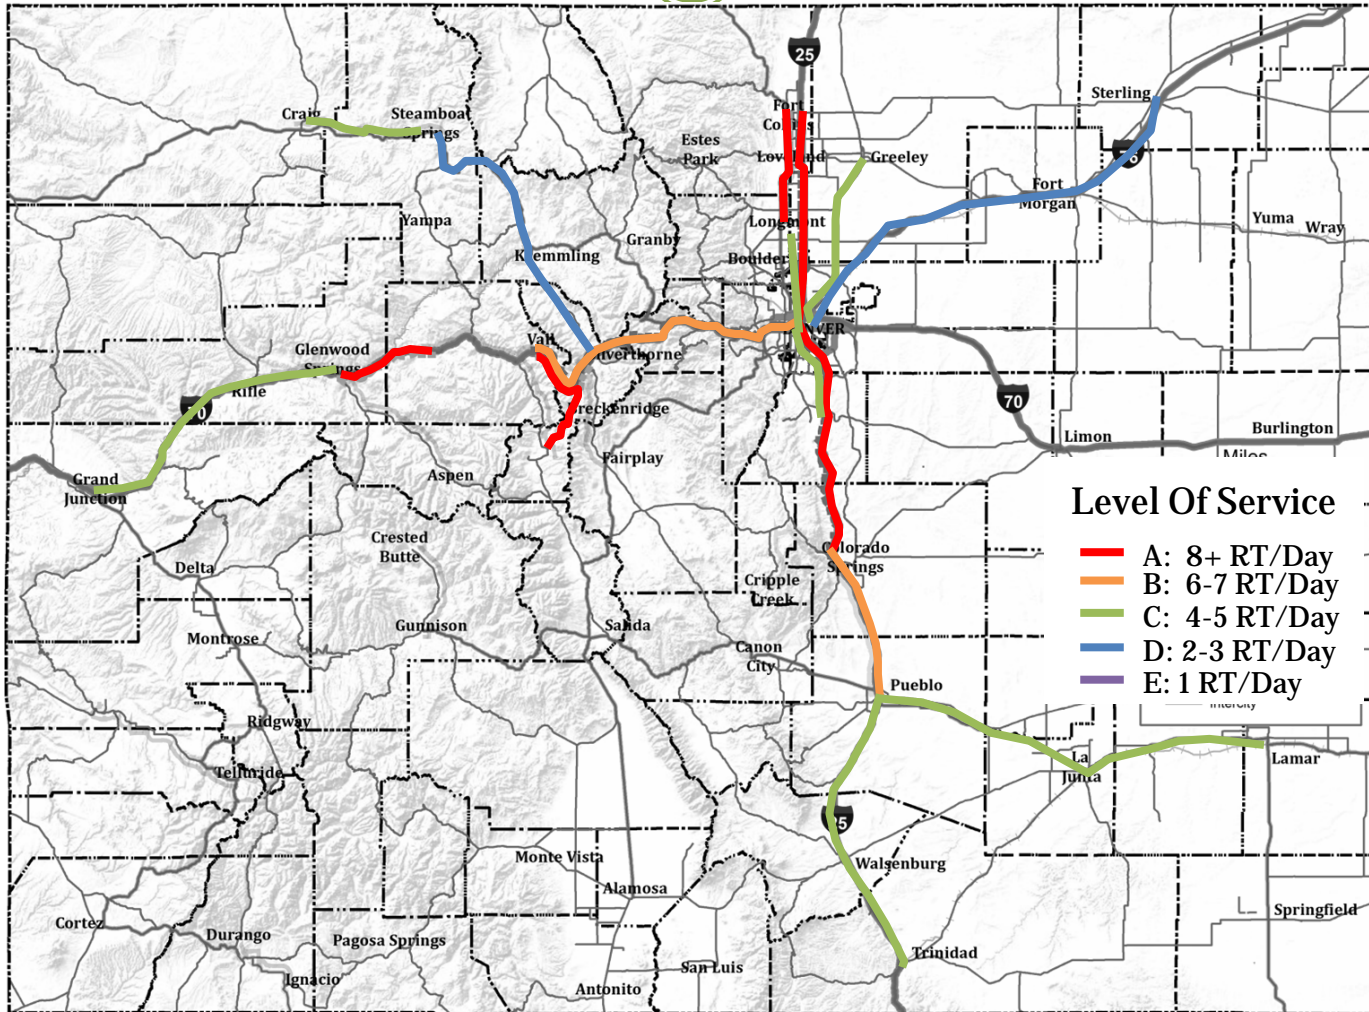 25
Sterling
Fort
Craig
Steamboa
Springs
Estes
Park
Loveland
Greeley
Fort
Morgan
Yampa
Longmont
Yuma
Wray
Granby
Boulder
Kremmling
Vail
Silverthorne
Glenwood
Springs
Rifle
70
Breckenridge
Limon
Burlington
Fairplay
Miles
Grand
Junction
Aspen
Level Of Service
A: 8+ RT/Day
B: 6-7 RT/Day
C: 4-5 RT/Day
D: 2-3 RT/Day
E: 1 RT/Day
Intercity
Crested
Butte
Colorado
Springs
Delta
Cripple
Creek
Montrose
Gunnison
Salida
Canon
City
Pueblo
Ridgway
Telluride
La
Junta
Lamar
25
Monte Vista
Walsenburg
Alamosa
Cortez
Durango
Pagosa Springs
Springfield
Trinidad
San Luis
Ignacio
Antonito